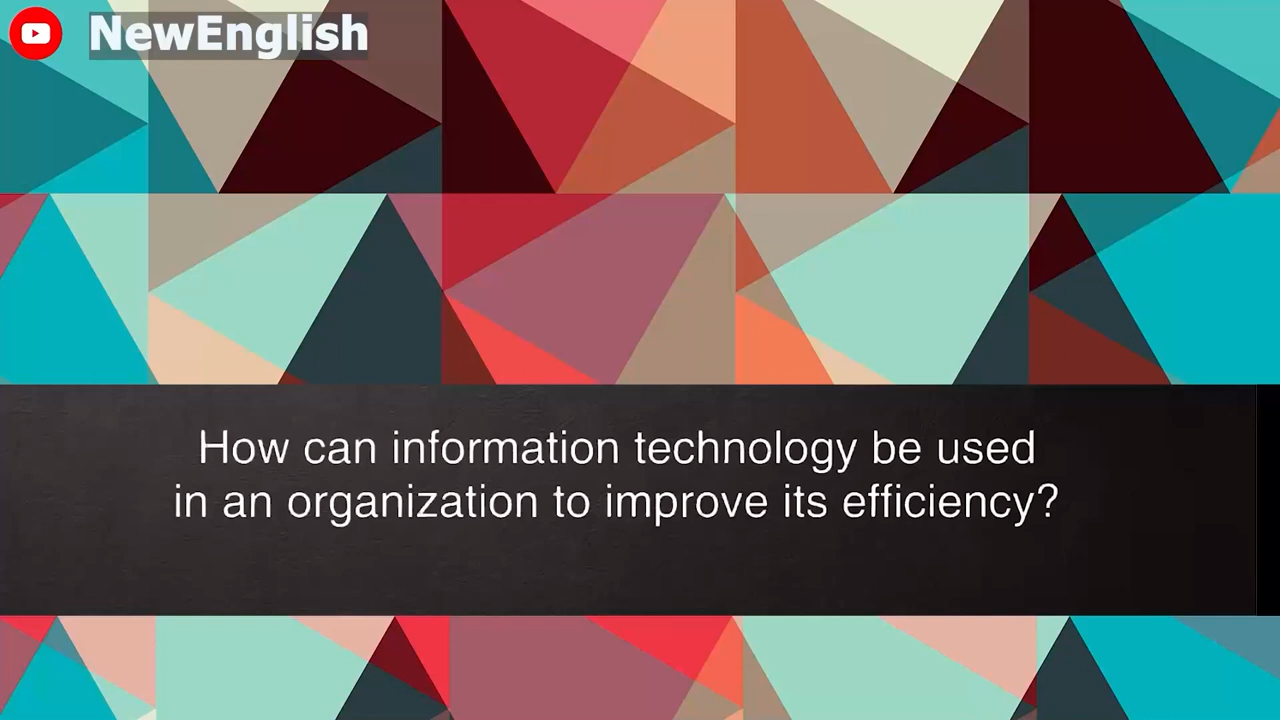 NewEnglish
How can information technology be used
in an organization to improve its efficiency?